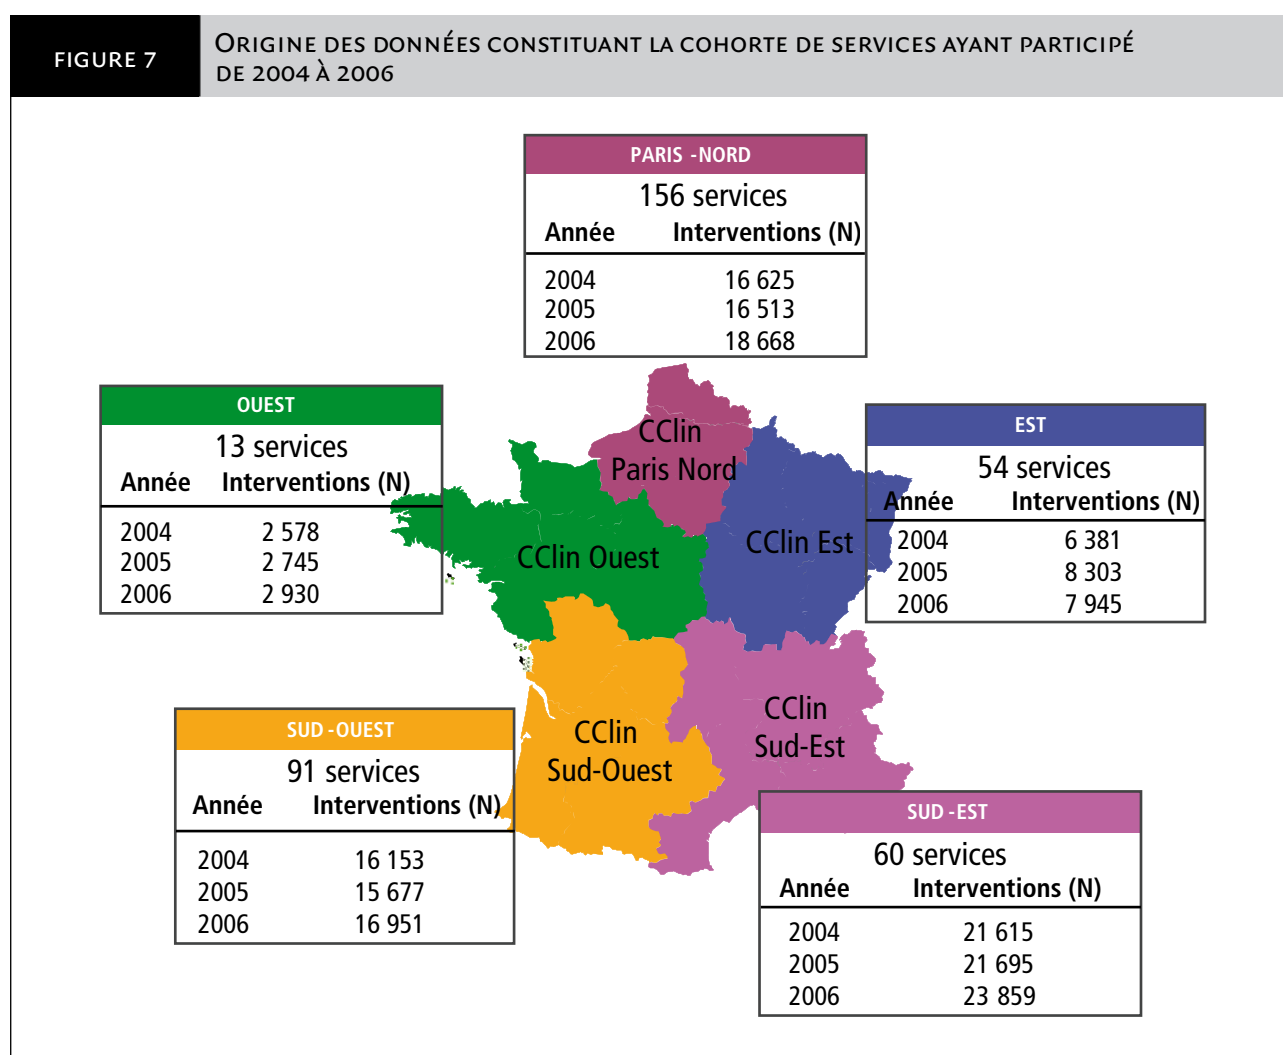 FIGURE 7
ORIGINE DES DONNÉES CONSTITUANT LA COHORTE DE SERVICES AYANT PARTICIPÉ
DE 2004 À 2006
PARIS -NORD
156 services
Année Interventions (N)
2004 16 625
2005 16 513
2006 18 668
OUEST
13 services
Année Interventions (N)
2004 2 578
2005 2 745
2006 2 930
EST
54 services
Année Interventions (N)
2004 6 381
2005 8 303
2006 7 945
CClin
Paris Nord
CClin Ouest
CClin Est
CClin
Sud-Ouest
CClin
Sud-Est
SUD -OUEST
91 services
Année Interventions (N)
2004 16 153
2005 15 677
2006 16 951
SUD -EST
60 services
Année Interventions (N)
2004 21 615
2005 21 695
2006 23 859